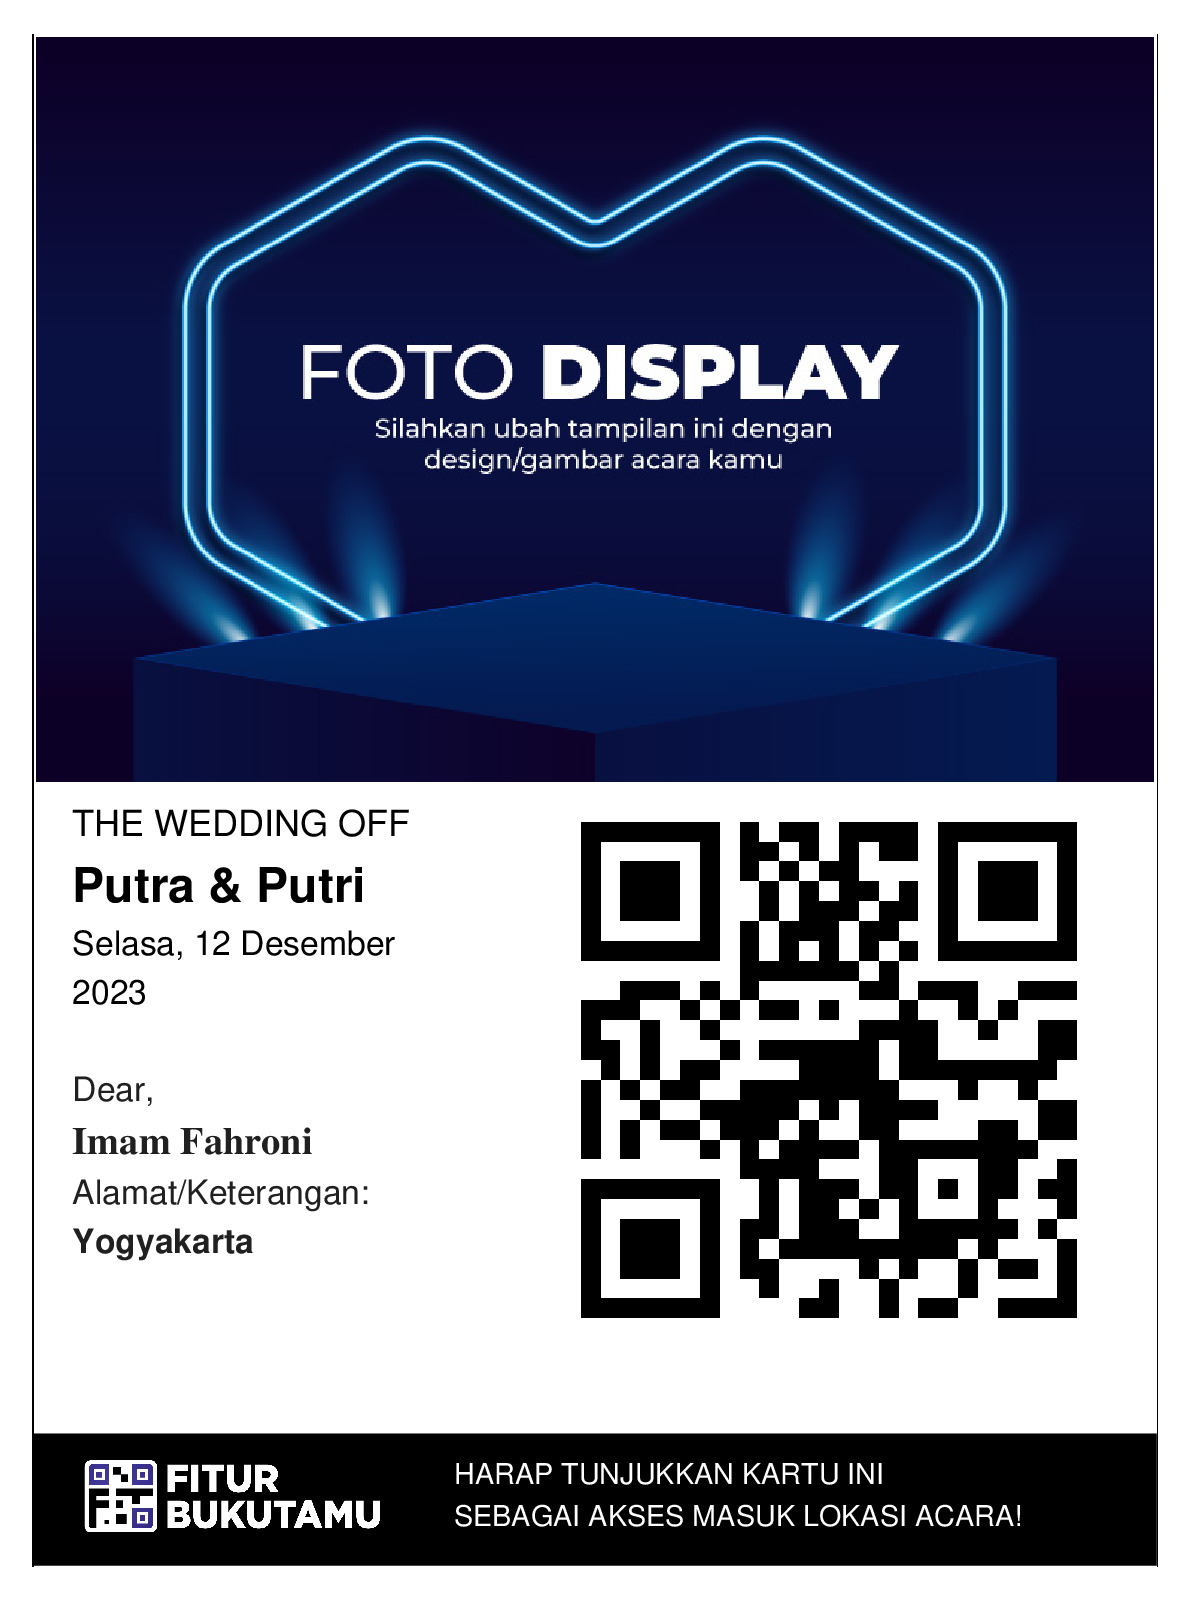 FOTO DISPLAY
Silahkan ubah tampilan ini dengan
design/gambar acara kamu
THE WEDDING OFF
Putra & Putri
Selasa, 12 Desember
2023
Dear,
Imam Fahroni
Alamat/Keterangan:
Yogyakarta
FITUR
BUKUTAMU
HARAP TUNJUKKAN KARTU INI
SEBAGAI AKSES MASUK LOKASI ACARA!